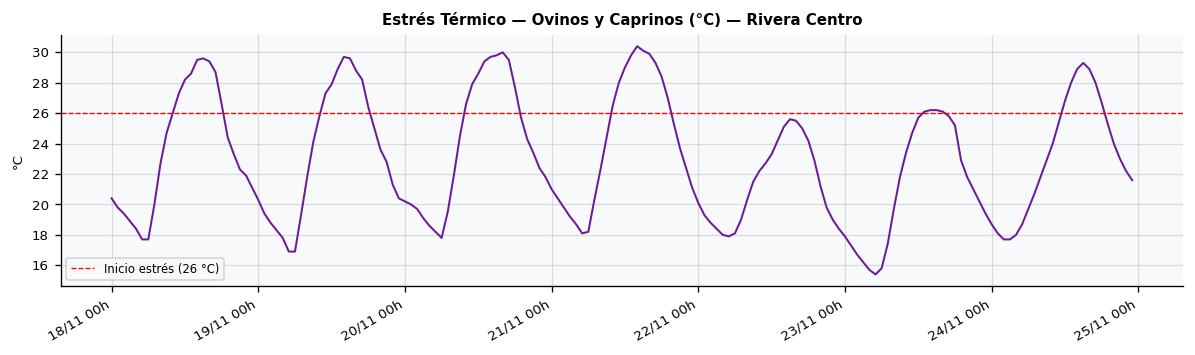 Estrés Térmico — Ovinos y Caprinos (°C) — Rivera Centro
°C
30
28
26
24
22
20
18
16
Inicio estrés (26 °C)
18/11 00h
19/11 00h
20/11 00h
21/11 00h
22/11 00h
23/11 00h
24/11 00h
25/11 00h